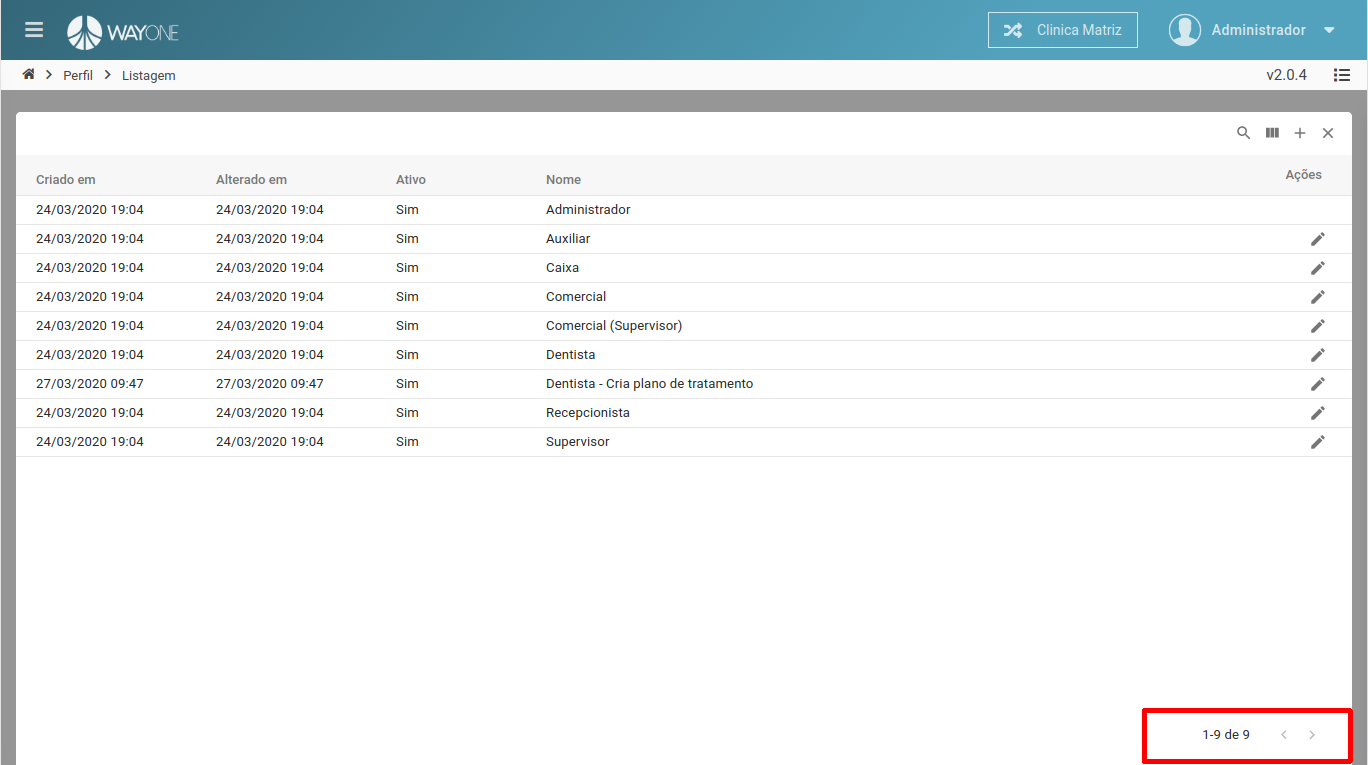 WAYONE
Clinica Matriz
Administrador
Perfil Listagem
v2.0.4
Criado em Alterado em Ativo Nome Ações
24/03/2020 19:04 24/03/2020 19:04 Sim Administrador
24/03/2020 19:04 24/03/2020 19:04 Sim Auxiliar
24/03/2020 19:04 24/03/2020 19:04 Sim Caixa
24/03/2020 19:04 24/03/2020 19:04 Sim Comercial
24/03/2020 19:04 24/03/2020 19:04 Sim Comercial (Supervisor)
24/03/2020 19:04 24/03/2020 19:04 Sim Dentista
27/03/2020 09:47 27/03/2020 09:47 Sim Dentista - Cria plano de tratamento
24/03/2020 19:04 24/03/2020 19:04 Sim Recepcionista
24/03/2020 19:04 24/03/2020 19:04 Sim Supervisor
1-9 de 9